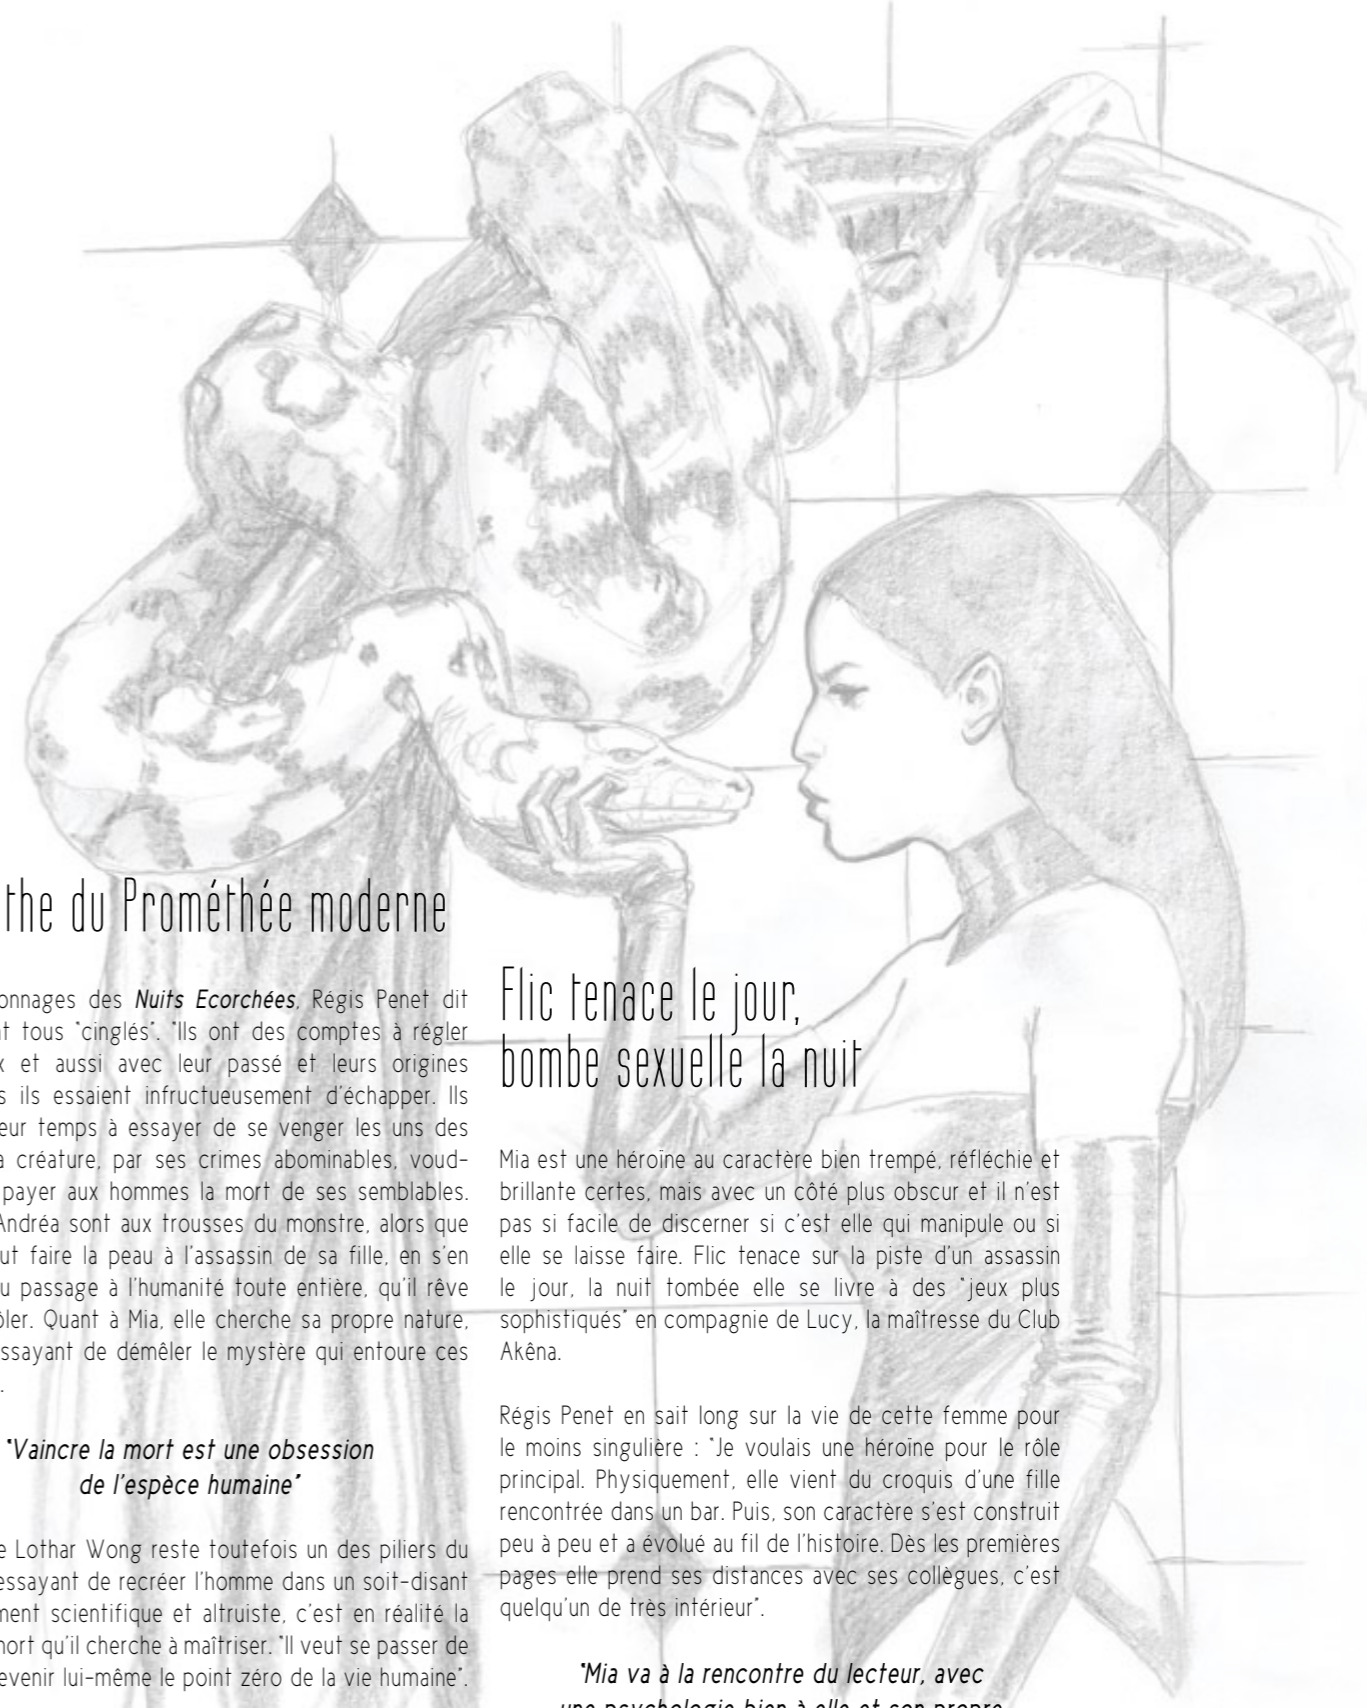 the du Prométhée moderne
onnages des Nuits Ecorchées, Régis Penet dit
t tous "cinglés". "Ils ont des comptes à régler
x et aussi avec leur passé et leurs origines
s ils essaient infructueusement d'échapper. Ils
eur temps à essayer de se venger les uns des
a créature, par ses crimes abominables, voud-
payer aux hommes la mort de ses semblables.
Andréa sont aux trousses du monstre, alors que
ut faire la peau à l'assassin de sa fille, en s'en
u passage à l'humanité toute entière, qu'il rêve
ôler. Quant à Mia, elle cherche sa propre nature,
ssayant de démêler le mystère qui entoure ces
.
"Vaincre la mort est une obsession
de l'espèce humaine"
e Lothar Wong reste toutefois un des piliers du
essayant de recréer l'homme dans un soit-disant
ment scientifique et altruiste, c'est en réalité la
mort qu'il cherche à maîtriser. "Il veut se passer de
evenir lui-même le point zéro de la vie humaine".
Flic tenace le jour,
bombe sexuelle la nuit
Mia est une héroïne au caractère bien trempé, réfléchie et
brillante certes, mais avec un côté plus obscur et il n'est
pas si facile de discerner si c'est elle qui manipule ou si
elle se laisse faire. Flic tenace sur la piste d'un assassin
le jour, la nuit tombée elle se livre à des "jeux plus
sophistiqués" en compagnie de Lucy, la maîtresse du Club
Akêna.
Régis Penet en sait long sur la vie de cette femme pour
le moins singulière : "Je voulais une héroïne pour le rôle
principal. Physiquement, elle vient du croquis d'une fille
rencontrée dans un bar. Puis, son caractère s'est construit
peu à peu et a évolué au fil de l'histoire. Dès les premières
pages elle prend ses distances avec ses collègues, c'est
quelqu'un de très intérieur".
"Mia va à la rencontre du lecteur, avec
une psychologie bien à elle et son propre